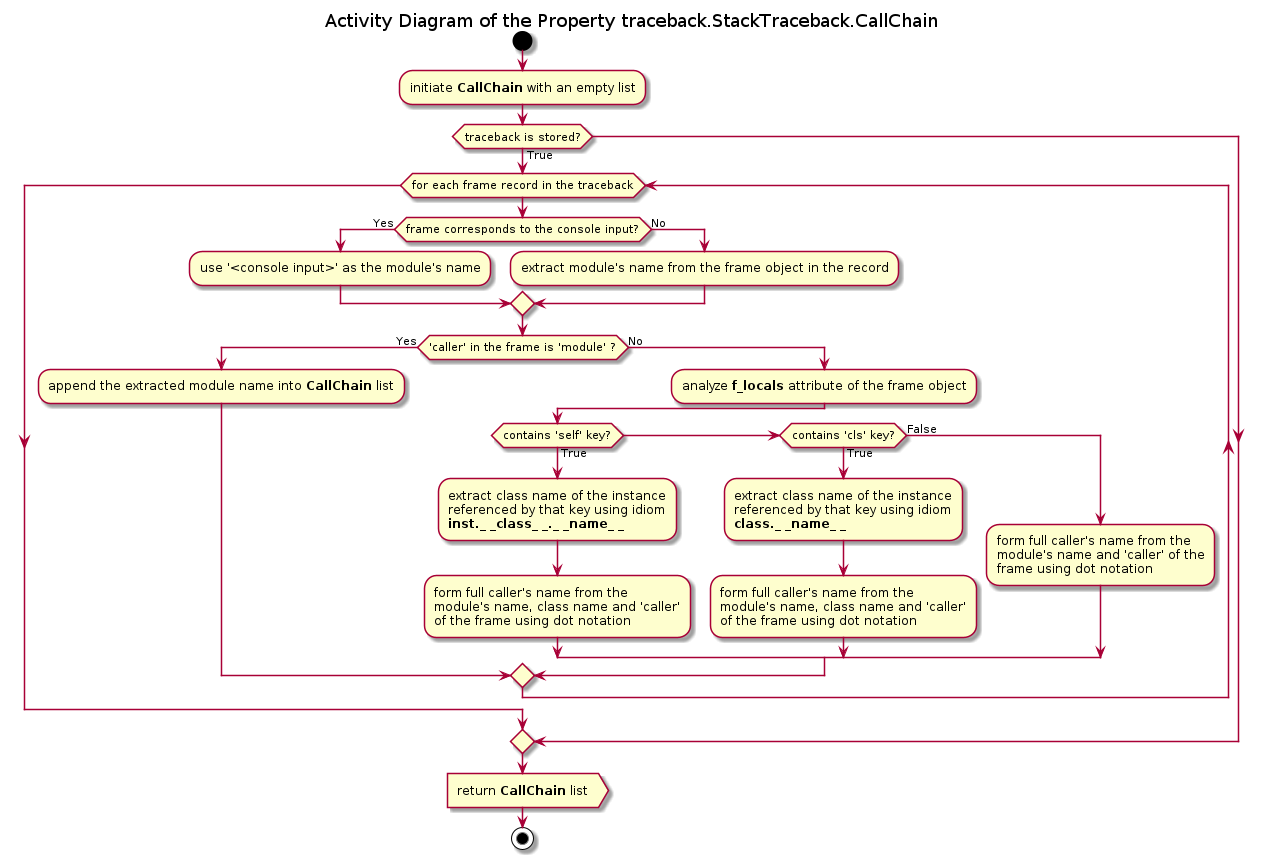 Activity Diagram of the Property traceback.StackTraceback.CallChain
initiate CallChain with an empty list
traceback is stored?
True
for each frame record in the traceback
Yes
frame corresponds to the console input?
No
use '<console input>' as the module's name
extract module's name from the frame object in the record
Yes
'caller' in the frame is 'module' ?
No
append the extracted module name into CallChain list
analyze f_locals attribute of the frame object
contains 'self' key?
contains 'cls' key?
False
True
True
extract class name of the instance
referenced by that key using idiom
inst._ _class_ _._ _name_ _
extract class name of the instance
referenced by that key using idiom
class._ _name_ _
form full caller's name from the
module's name and 'caller' of the
frame using dot notation
form full caller's name from the
module's name, class name and 'caller'
of the frame using dot notation
form full caller's name from the
module's name, class name and 'caller'
of the frame using dot notation
return CallChain list